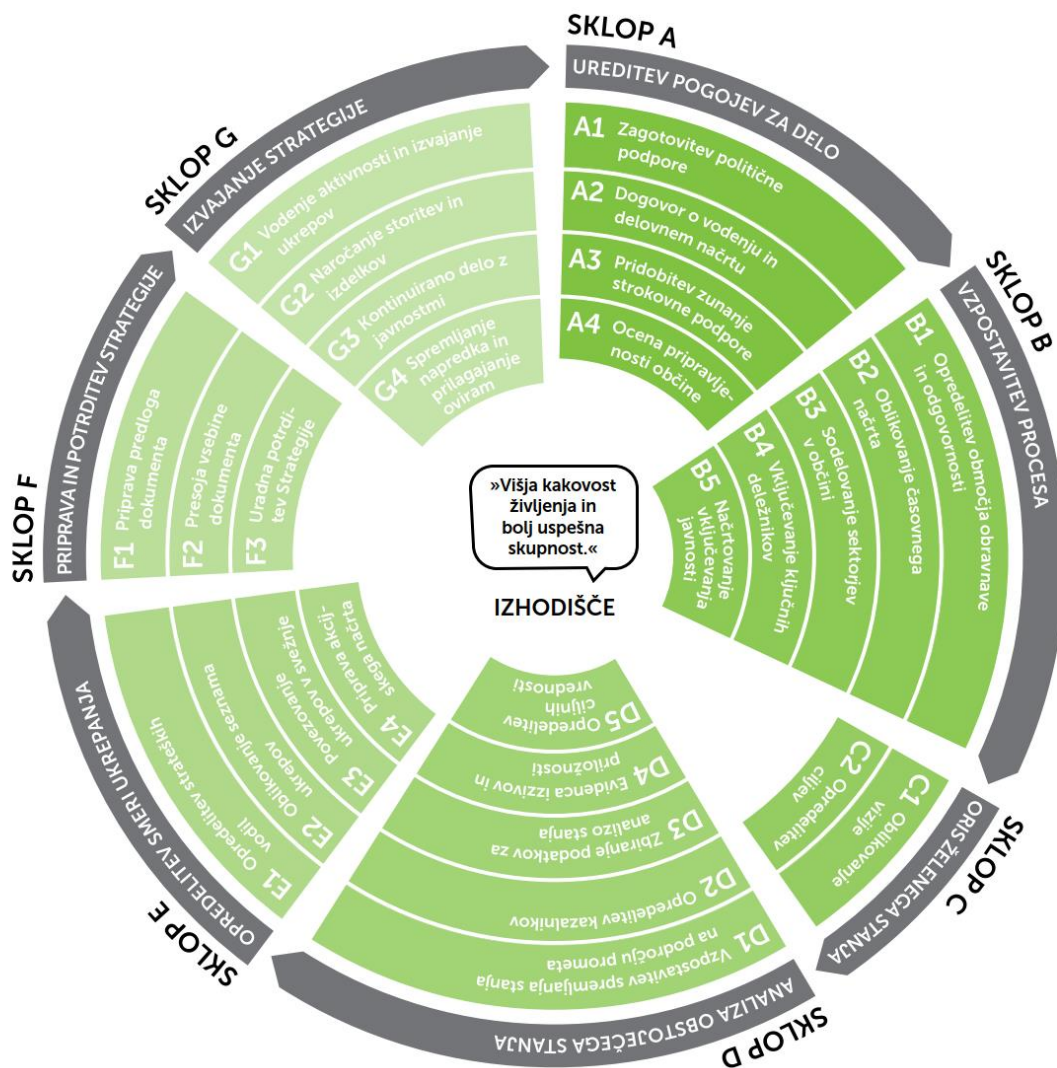 SKLOP A
UREDITEV POGOJEV ZA DELO
A1 Zagotovitev politične
podpore
A2 Dogovor o vodenju in
delovnem načrtu
A3 Pridobitev zunanje
strokovne podpore
A4 Ocena pripravlje-
nosti občine
SKLOP B
VZPOSTAVITEV PROCESA
B1 Opredelitev območja obravnave
in odgovornosti
B2 Oblikovanje časovnega
načrta
B3 Sodelovanje sektorjev
v občini
B4 Vključevanje ključnih
deležnikov
B5 Načrtovanje
vključevanja
javnosti
SKLOP C
ORIS ŽELENEGA STANJA
C1 Oblikovanje
vizije
C2 Opredelitev
ciljev
SKLOP D
ANALIZA OBSTOJEČEGA STANJA
D1 Vzpostavitev spremljanja stanja
na področju prometa
D2 Opredelitev kazalnikov
D3 Zbiranje podatkov za
analizo stanja
D4 Evidenca izzivov in
priložnosti
D5 Opredelitev
ciljnih
vrednosti
SKLOP E
OPREDELITEV SMERI UKREPANJA
E1 Opredelitev strateških
vodil
E2 Oblikovanje seznama
ukrepov
E3 Povezovanje
ukrepov v svežnje
E4 Priprava akcij-
skega načrta
SKLOP F
PRIPRAVA IN POTRDITEV STRATEGIJE
F1 Priprava predloga
dokumenta
F2 Presoja vsebine
dokumenta
F3 Uradna potrdi-
tev Strategije
SKLOP G
IZVAJANJE STRATEGIJE
G1 Vodenje aktivnosti in izvajanje
ukrepov
G2 Naročanje storitev in
izdelkov
G3 Kontinuirano delo z
javnostmi
G4 Spremljanje
napredka in
prilagajanje
oviram
»Višja kakovost
življenja in
bolj uspešna
skupnost.«
IZHODIŠČE